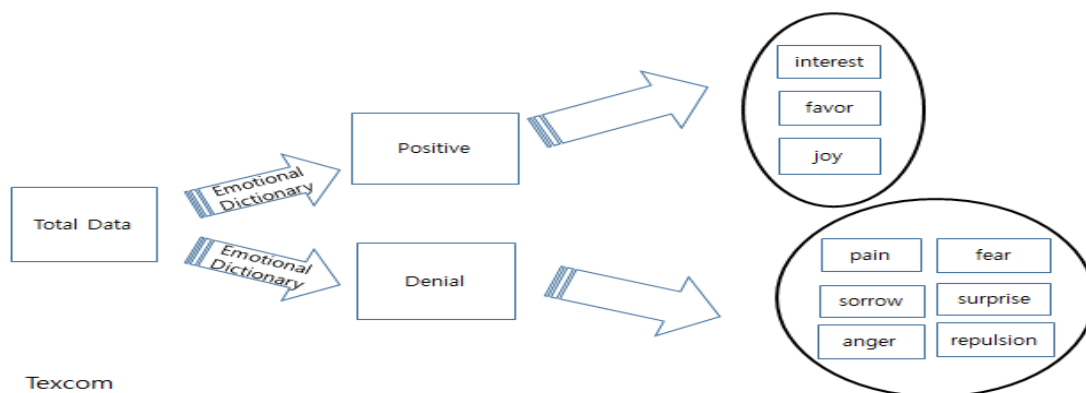 interest
favor
joy
Positive
Emotional
Dictionary
Total Data
Emotional
Dictionary
Denial
pain
fear
sorrow
surprise
anger
repulsion
Texcom